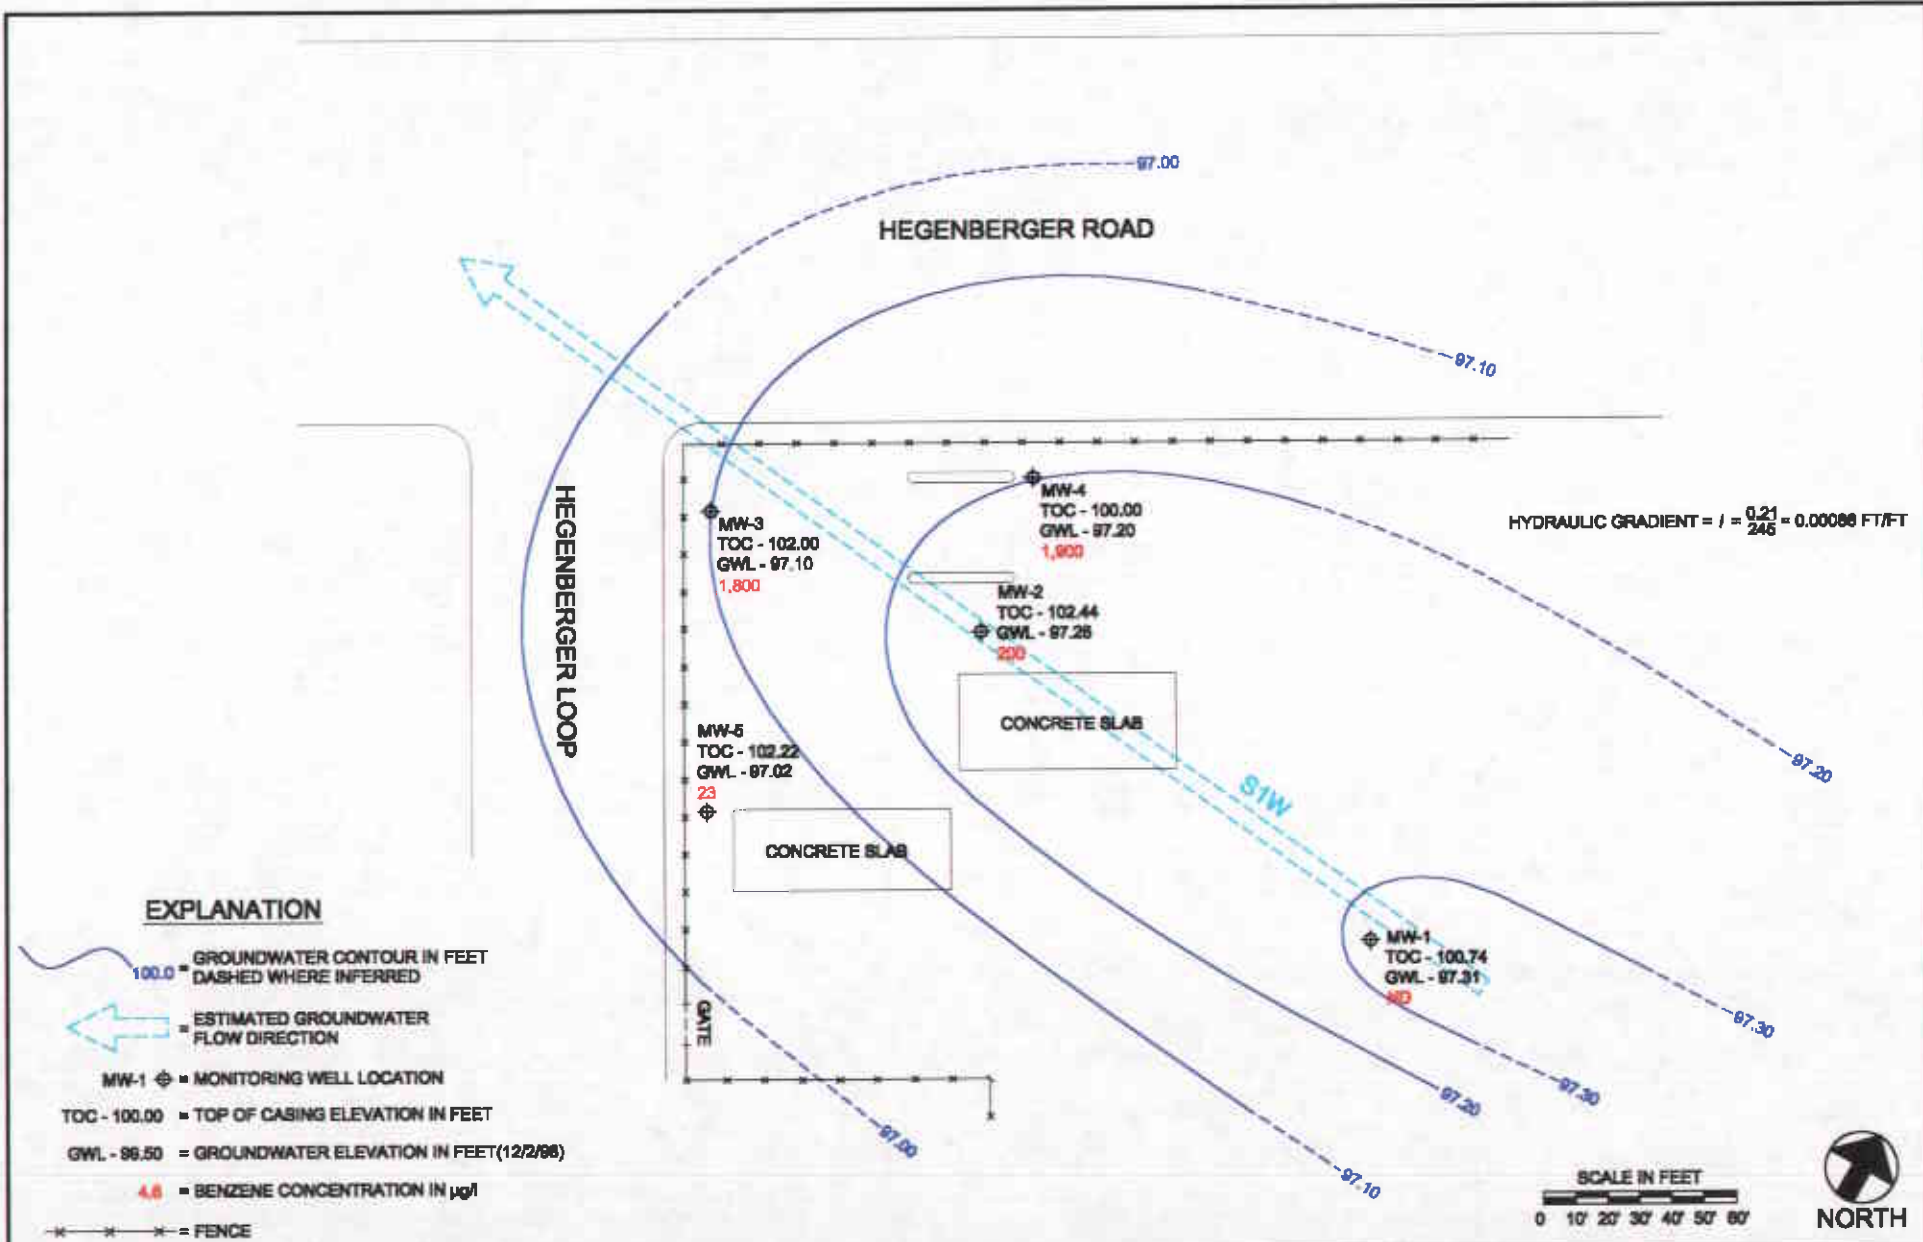 97.00
HEGENBERGER ROAD
97.10
HEGENBERGER LOOP
MW-4
TOC - 100.00
GWL - 97.20
1,900
HYDRAULIC GRADIENT = i = 0.21/246 = 0.00086 FT/FT
MW-3
TOC - 102.00
GWL - 97.10
1,800
MW-2
TOC - 102.44
GWL - 97.26
200
CONCRETE SLAB
MW-5
TOC - 102.22
GWL - 97.02
23
CONCRETE SLAB
S1W
97.20
MW-1
TOC - 100.74
GWL - 97.31
ND
97.30
97.30
97.20
97.10
97.00
GATE
EXPLANATION
100.0 = GROUNDWATER CONTOUR IN FEET
DASHED WHERE INFERRED
= ESTIMATED GROUNDWATER
FLOW DIRECTION
MW-1 = MONITORING WELL LOCATION
TOC - 100.00 = TOP OF CASING ELEVATION IN FEET
GWL - 99.50 = GROUNDWATER ELEVATION IN FEET(12/2/98)
4.6 = BENZENE CONCENTRATION IN µg/l
x x x = FENCE
SCALE IN FEET
0 10' 20' 30' 40' 50' 60'
NORTH